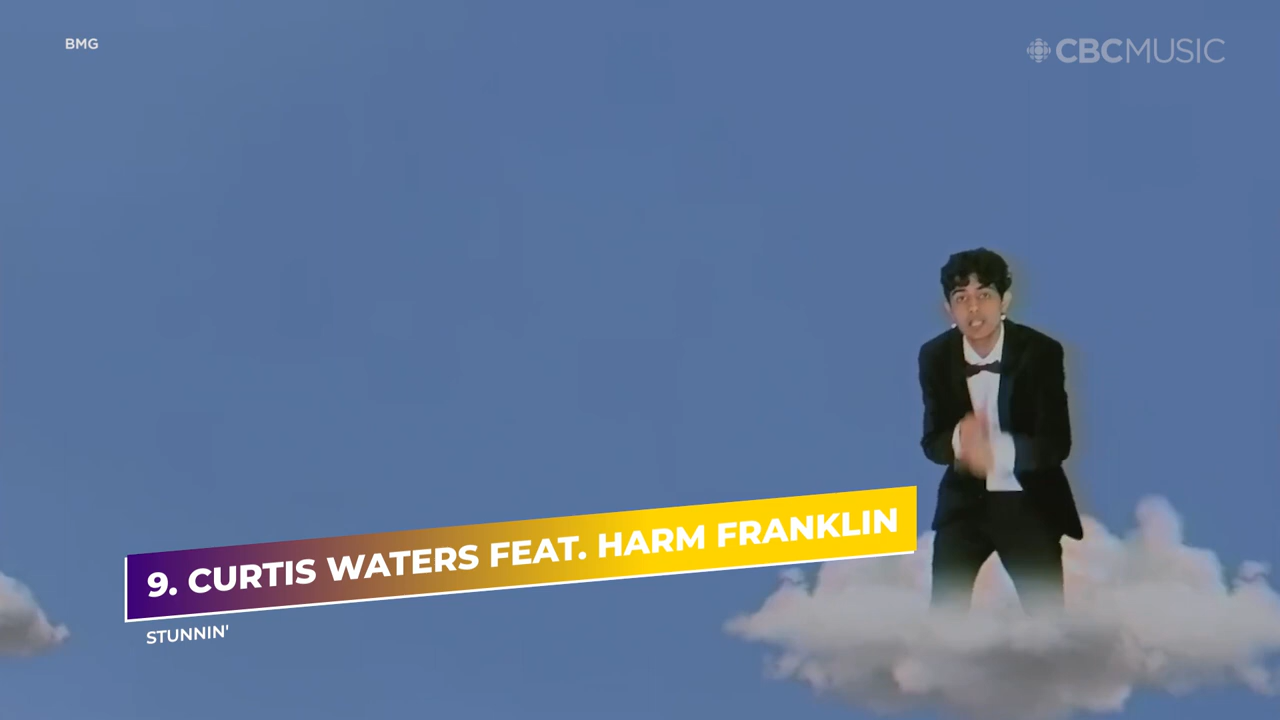 BMG
CBCMUSIC
9. CURTIS WATERS FEAT. HARM FRANKLIN
STUNNIN'